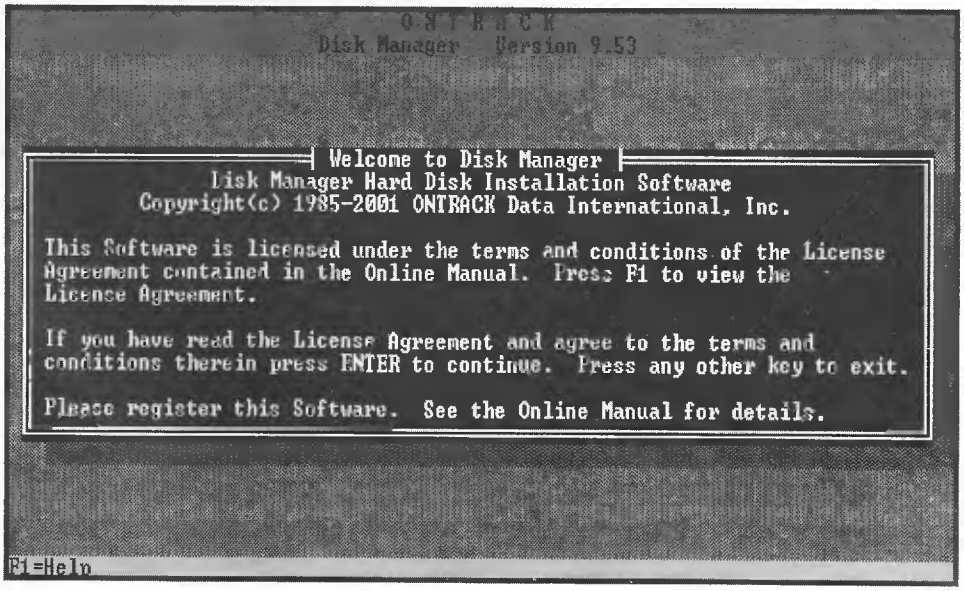 O N T R A C K
Disk Manager Version 9.53
Welcome to Disk Manager
Disk Manager Hard Disk Installation Software
Copyright(c) 1985-2001 ONTRACK Data International, Inc.
This Software is licensed under the terms and conditions of the License
Agreement contained in the Online Manual. Press F1 to view the
License Agreement.
If you have read the License Agreement and agree to the terms and
conditions therein press ENTER to continue. Press any other key to exit.
Please register this Software. See the Online Manual for details.
F1=Help